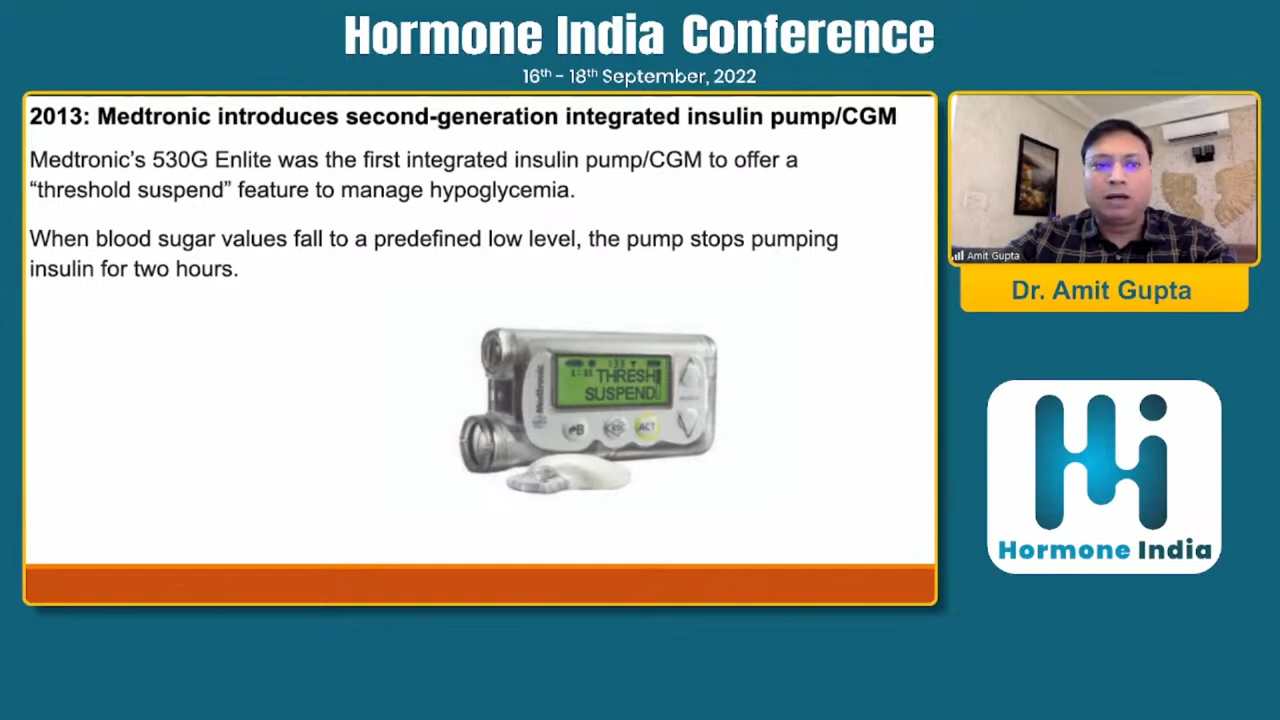 Hormone India Conference
16th - 18th September, 2022
2013: Medtronic introduces second-generation integrated insulin pump/CGM
Medtronic's 530G Enlite was the first integrated insulin pump/CGM to offer a
“threshold suspend” feature to manage hypoglycemia.
When blood sugar values fall to a predefined low level, the pump stops pumping
insulin for two hours.
Medtronic
THRESH
SUSPEND
B
ESC
ACT
Amit Gupta
Dr. Amit Gupta
Hormone India